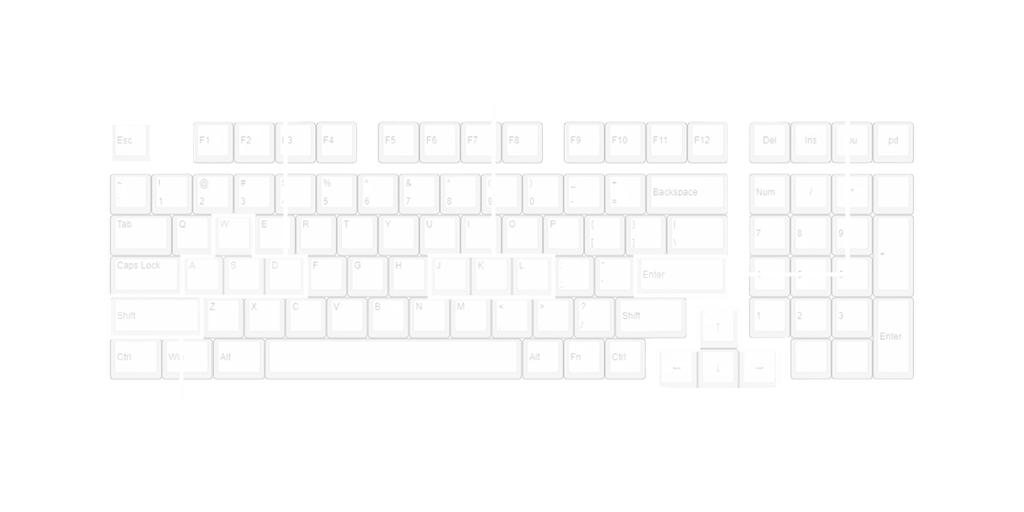 Esc F1 F2 3 F4 F5 F6 F7 F8 F9 F10 F11 F12 Del Ins pd
~ ! @ # % ^ & * ) _ +
1 2 3 5 6 7 8 9 0 - = Backspace Num / *
Tab Q W E R T Y U I O P { } |
[ ] \ 7 8 9 +
Caps Lock A S D F G H J K L : " Enter
; '
Shift Z X C V B N M < > ? / Shift ↑ 1 2 3
Ctrl Alt Alt Fn Ctrl ← ↓ → Enter